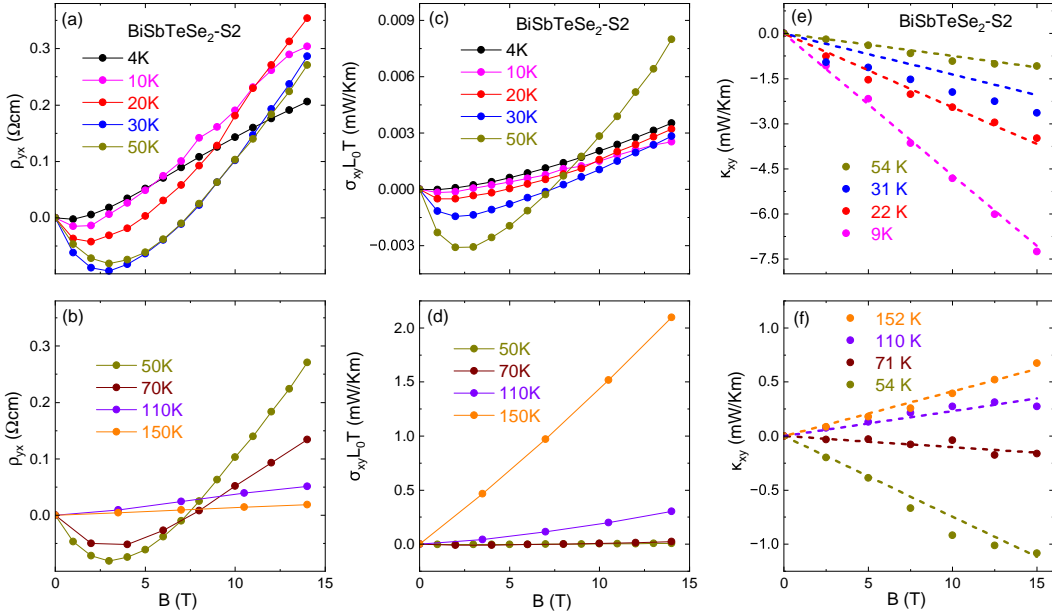 (a)
BiSbTeSe₂-S2
4K
10K
20K
30K
50K
0.3
0.2
0.1
0.0
ρyx (Ωcm)
(c)
BiSbTeSe₂-S2
4K
10K
20K
30K
50K
0.009
0.006
0.003
0.000
−0.003
σxyL₀T (mW/Km)
(e)
BiSbTeSe₂-S2
54 K
31 K
22 K
9K
0.0
−1.5
−3.0
−4.5
−6.0
−7.5
κxy (mW/Km)
(b)
50K
70K
110K
150K
0.3
0.2
0.1
0.0
ρyx (Ωcm)
0 5 10 15
B (T)
(d)
50K
70K
110K
150K
2.0
1.5
1.0
0.5
0.0
σxyL₀T (mW/Km)
0 5 10 15
B (T)
(f)
152 K
110 K
71 K
54 K
1.0
0.5
0.0
−0.5
−1.0
κxy (mW/Km)
0 5 10 15
B (T)